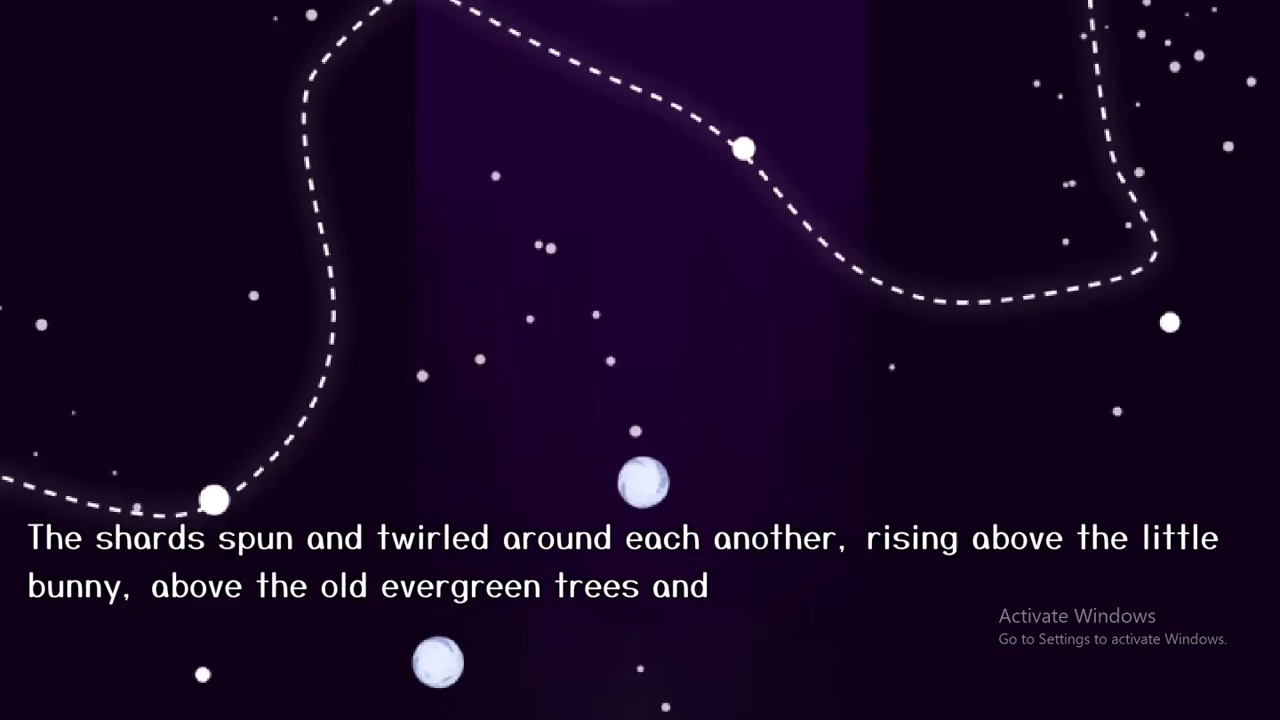 The shards spun and twirled around each another, rising above the little
bunny, above the old evergreen trees and
Activate Windows
Go to Settings to activate Windows.